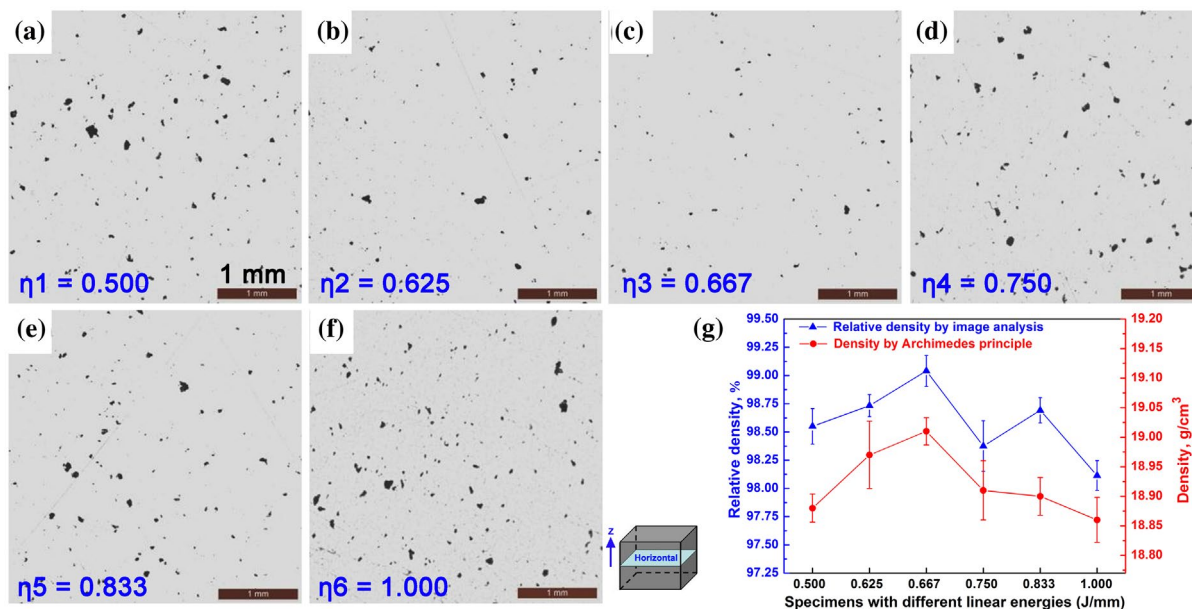 (a)
η1 = 0.500
1 mm
1 mm
(b)
η2 = 0.625
1 mm
(c)
η3 = 0.667
1 mm
(d)
η4 = 0.750
1 mm
(e)
η5 = 0.833
1 mm
(f)
η6 = 1.000
1 mm
z
Horizontal
(g)
Relative density by image analysis
Density by Archimedes principle
Relative density, %
99.50
99.25
99.00
98.75
98.50
98.25
98.00
97.75
97.50
97.25
Density, g/cm³
19.20
19.15
19.10
19.05
19.00
18.95
18.90
18.85
18.80
0.500 0.625 0.667 0.750 0.833 1.000
Specimens with different linear energies (J/mm)